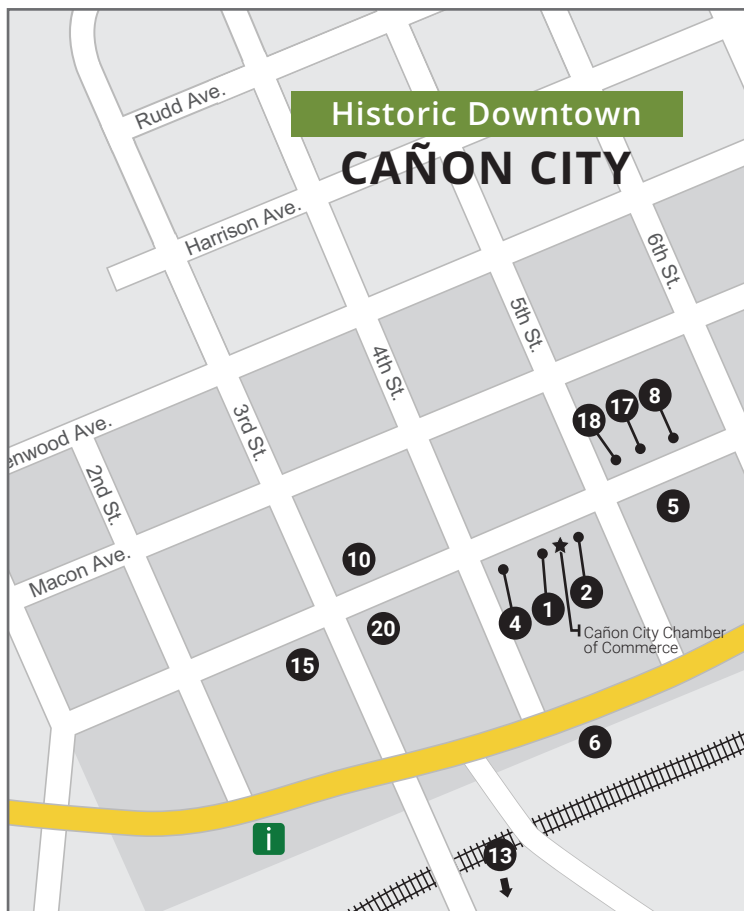 Historic Downtown
CAÑON CITY
Rudd Ave.
Harrison Ave.
6th St.
5th St.
4th St.
3rd St.
enwood Ave.
2nd St.
Macon Ave.
18
17
8
5
10
4
1
2
20
15
Cañon City Chamber
of Commerce
6
i
13